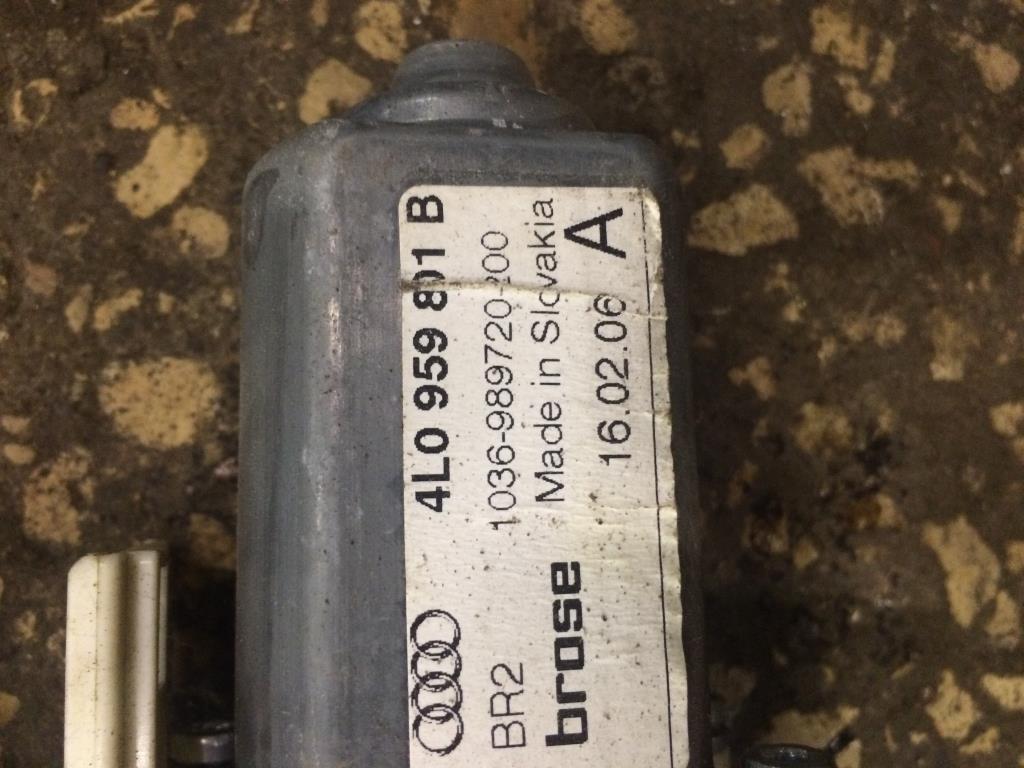 4L0 959 801 B
BR2 1036-989720-200
brose Made in Slovakia
16.02.06 A